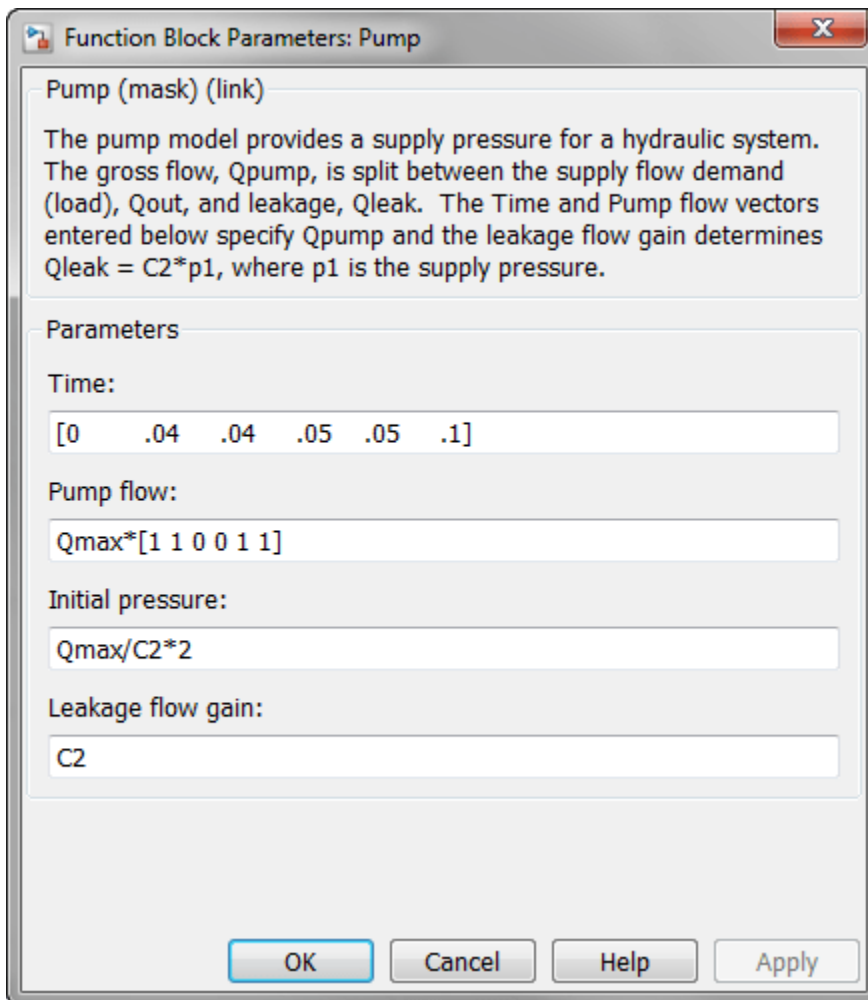 Function Block Parameters: Pump
Pump (mask) (link)
The pump model provides a supply pressure for a hydraulic system.
The gross flow, Qpump, is split between the supply flow demand
(load), Qout, and leakage, Qleak.  The Time and Pump flow vectors
entered below specify Qpump and the leakage flow gain determines
Qleak = C2*p1, where p1 is the supply pressure.
Parameters
Time:
[0 .04 .04 .05 .05 .1]
Pump flow:
Qmax*[1 1 0 0 1 1]
Initial pressure:
Qmax/C2*2
Leakage flow gain:
C2
OK Cancel Help Apply